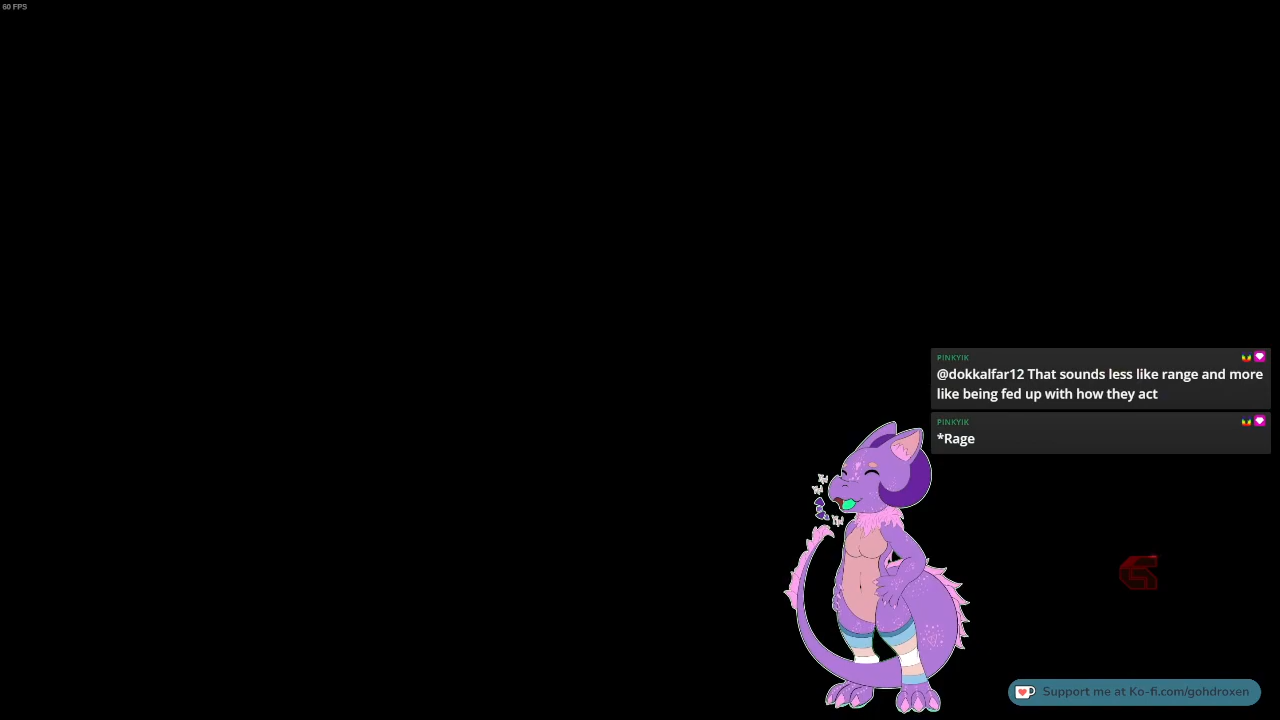 60 FPS
PINKYIK
@dokkalfar12 That sounds less like range and more
like being fed up with how they act
PINKYIK
*Rage
Support me at Ko-fi.com/gohdroxen